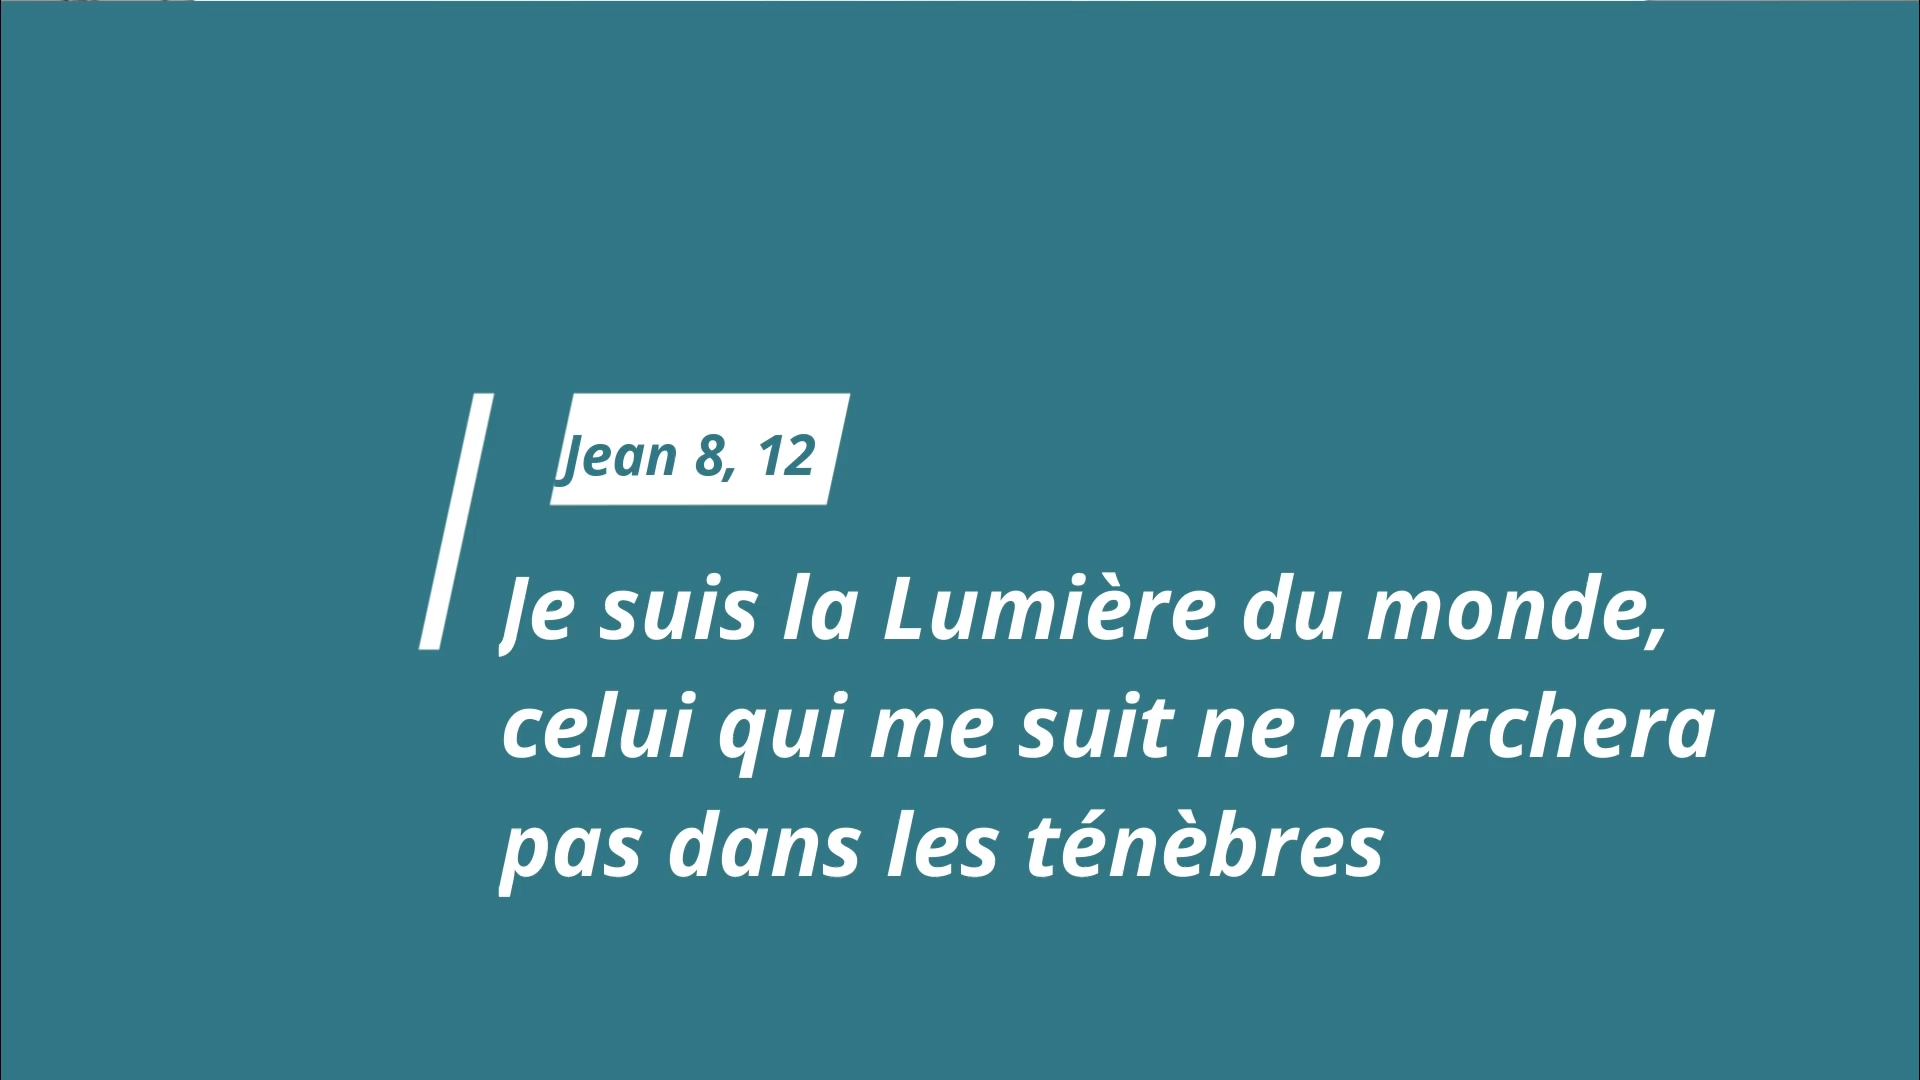 Jean 8, 12
Je suis la Lumière du monde,
celui qui me suit ne marchera
pas dans les ténèbres